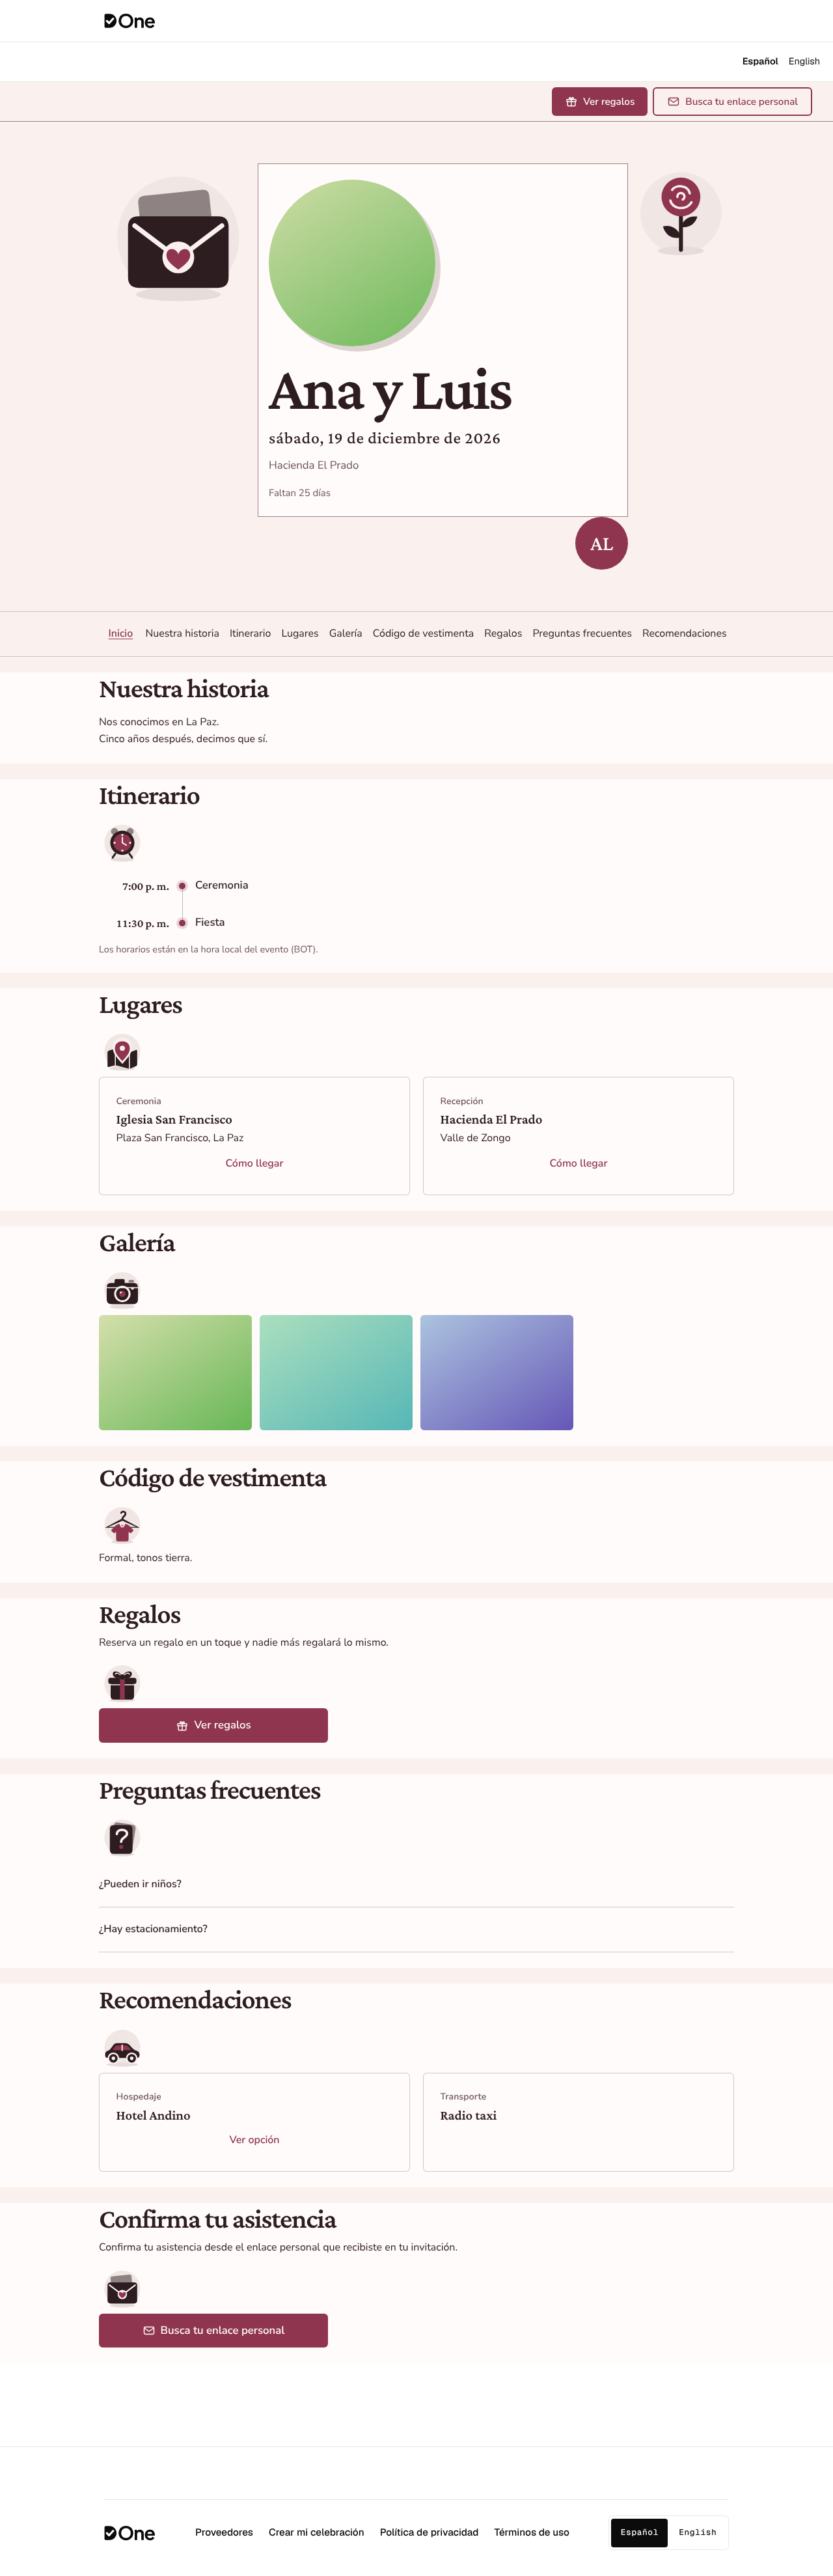 One
Español English
Ver regalos Busca tu enlace personal
Ana y Luis
sábado, 19 de diciembre de 2026
Hacienda El Prado
Faltan 25 días
AL
Inicio Nuestra historia Itinerario Lugares Galería Código de vestimenta Regalos Preguntas frecuentes Recomendaciones
Nuestra historia
Nos conocimos en La Paz.
Cinco años después, decimos que sí.
Itinerario
7:00 p. m. Ceremonia
11:30 p. m. Fiesta
Los horarios están en la hora local del evento (BOT).
Lugares
Ceremonia
Iglesia San Francisco
Plaza San Francisco, La Paz
Cómo llegar
Recepción
Hacienda El Prado
Valle de Zongo
Cómo llegar
Galería
Código de vestimenta
Formal, tonos tierra.
Regalos
Reserva un regalo en un toque y nadie más regalará lo mismo.
Ver regalos
Preguntas frecuentes
?
¿Pueden ir niños?
¿Hay estacionamiento?
Recomendaciones
Hospedaje
Hotel Andino
Ver opción
Transporte
Radio taxi
Confirma tu asistencia
Confirma tu asistencia desde el enlace personal que recibiste en tu invitación.
Busca tu enlace personal
One
Proveedores Crear mi celebración Política de privacidad Términos de uso
Español English